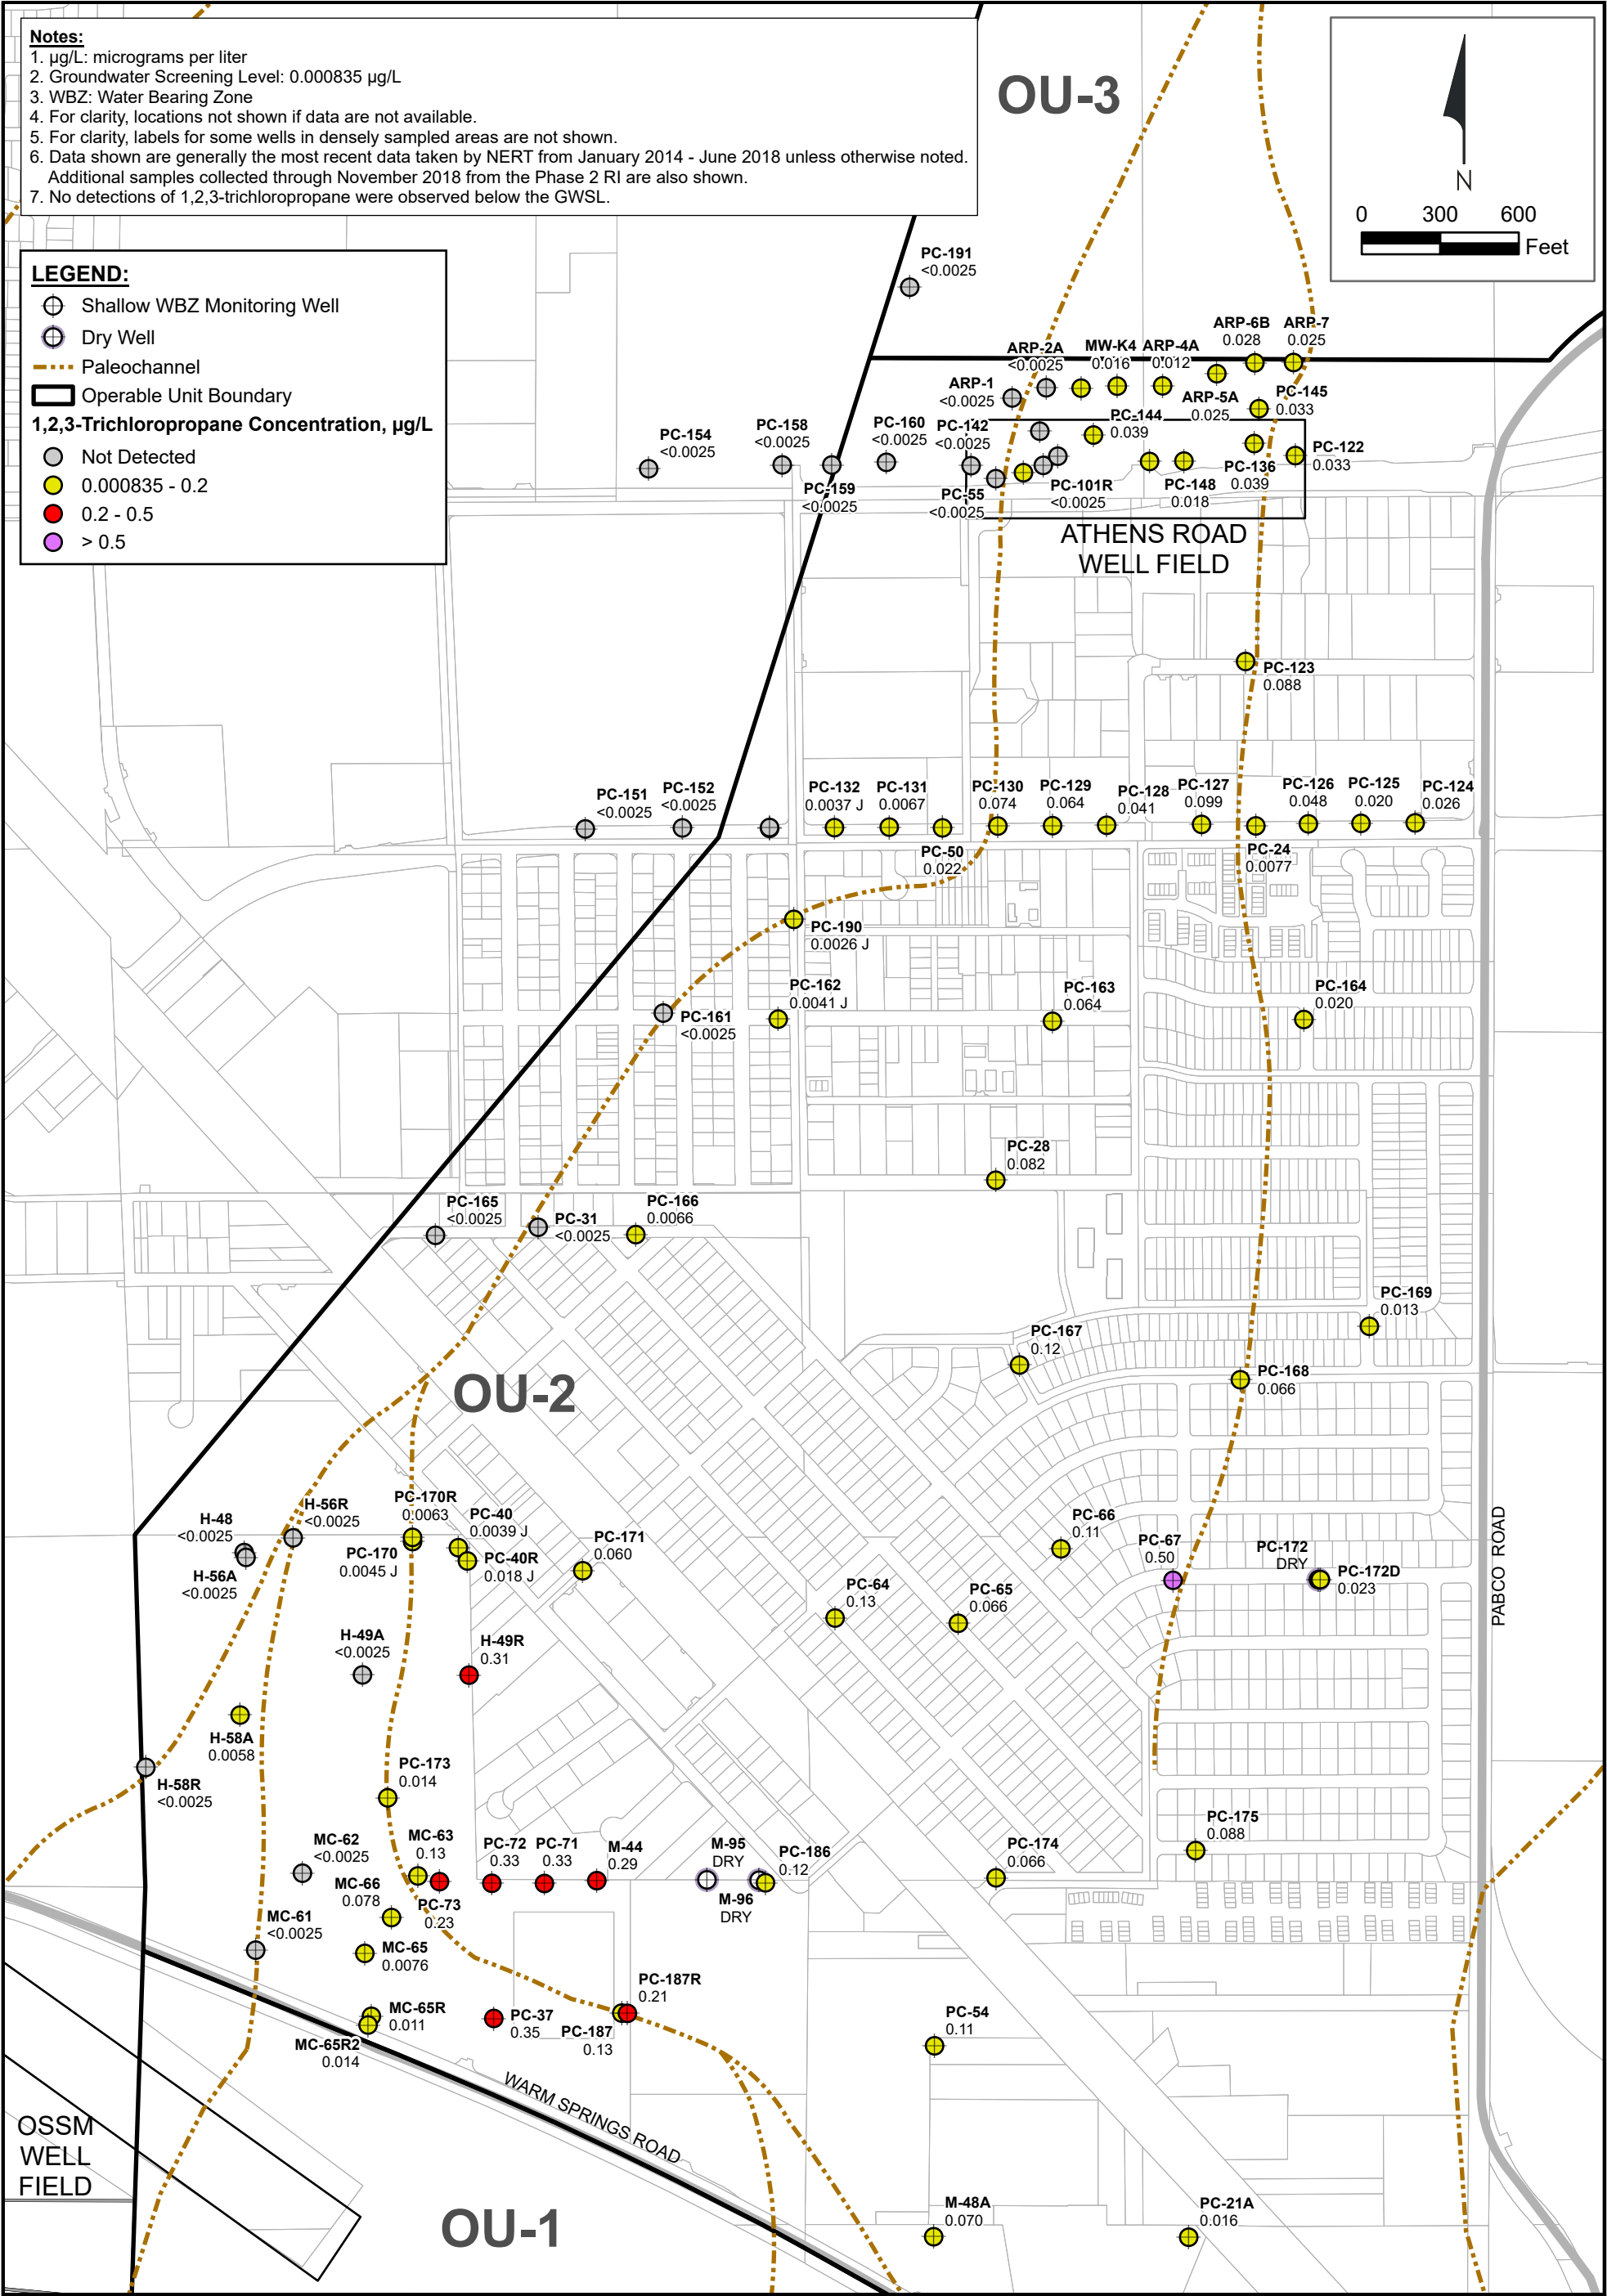 Notes:
1. µg/L: micrograms per liter
2. Groundwater Screening Level: 0.000835 µg/L
3. WBZ: Water Bearing Zone
4. For clarity, locations not shown if data are not available.
5. For clarity, labels for some wells in densely sampled areas are not shown.
6. Data shown are generally the most recent data taken by NERT from January 2014 - June 2018 unless otherwise noted.
Additional samples collected through November 2018 from the Phase 2 RI are also shown.
7. No detections of 1,2,3-trichloropropane were observed below the GWSL.
OU-3
N
0 300 600
Feet
LEGEND:
Shallow WBZ Monitoring Well
Dry Well
Paleochannel
Operable Unit Boundary
1,2,3-Trichloropropane Concentration, µg/L
Not Detected
0.000835 - 0.2
0.2 - 0.5
> 0.5
PC-191
<0.0025
ARP-6B
0.028
ARP-7
0.025
ARP-2A
<0.0025
MW-K4
0.016
ARP-4A
0.012
ARP-1
<0.0025
ARP-5A
0.025
PC-145
0.033
PC-154
<0.0025
PC-158
<0.0025
PC-160
<0.0025
PC-142
<0.0025
PC-144
0.039
PC-122
0.033
PC-159
<0.0025
PC-55
<0.0025
PC-101R
<0.0025
PC-148
0.018
PC-136
0.039
ATHENS ROAD
WELL FIELD
PC-123
0.088
PC-151
<0.0025
PC-152
<0.0025
PC-132
0.0037 J
PC-131
0.0067
PC-130
0.074
PC-129
0.064
PC-128
0.041
PC-127
0.099
PC-126
0.048
PC-125
0.020
PC-124
0.026
PC-50
0.022
PC-24
0.0077
PC-190
0.0026 J
PC-162
0.0041 J
PC-163
0.064
PC-164
0.020
PC-161
<0.0025
PC-28
0.082
PC-165
<0.0025
PC-31
<0.0025
PC-166
0.0066
PC-169
0.013
PC-167
0.12
PC-168
0.066
OU-2
H-48
<0.0025
H-56R
<0.0025
PC-170R
0.0063
PC-40
0.0039 J
PC-171
0.060
PC-66
0.11
PC-67
0.50
PC-172
DRY
PC-172D
0.023
PABCO ROAD
H-56A
<0.0025
PC-170
0.0045 J
PC-40R
0.018 J
PC-64
0.13
PC-65
0.066
H-49A
<0.0025
H-49R
0.31
H-58A
0.0058
H-58R
<0.0025
PC-173
0.014
PC-175
0.088
MC-62
<0.0025
MC-63
0.13
PC-72
0.33
PC-71
0.33
M-44
0.29
M-95
DRY
PC-186
0.12
PC-174
0.066
MC-66
0.078
PC-73
0.23
M-96
DRY
MC-61
<0.0025
MC-65
0.0076
PC-187R
0.21
MC-65R
0.011
PC-37
0.35
PC-187
0.13
PC-54
0.11
MC-65R2
0.014
WARM SPRINGS ROAD
OSSM
WELL
FIELD
OU-1
M-48A
0.070
PC-21A
0.016